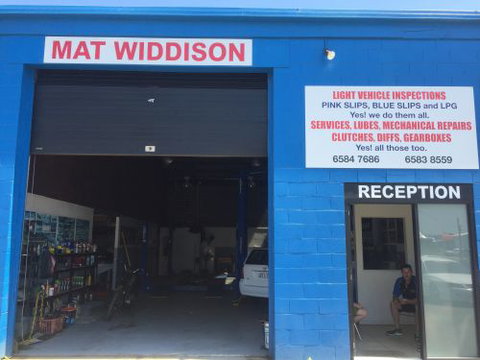 MAT WIDDISON
LIGHT VEHICLE INSPECTIONS
PINK SLIPS, BLUE SLIPS and LPG
Yes! we do them all.
SERVICES, LUBES, MECHANICAL REPAIRS
CLUTCHES, DIFFS, GEARBOXES
Yes! all those too.
6584 7686 6583 8559
RECEPTION